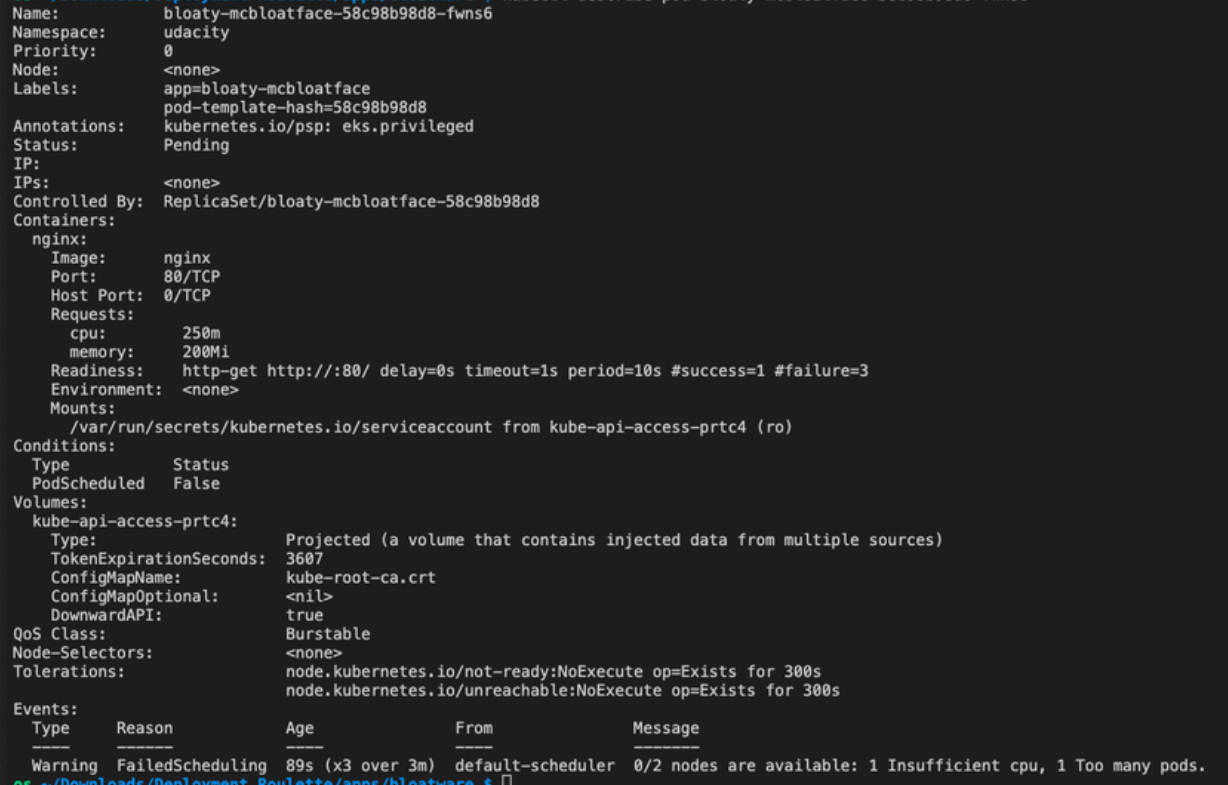 Name:             bloaty-mcbloatface-58c98b98d8-fwns6
Namespace:        udacity
Priority:         0
Node:             <none>
Labels:           app=bloaty-mcbloatface
                  pod-template-hash=58c98b98d8
Annotations:      kubernetes.io/psp: eks.privileged
Status:           Pending
IP:
IPs:              <none>
Controlled By:    ReplicaSet/bloaty-mcbloatface-58c98b98d8
Containers:
  nginx:
    Image:      nginx
    Port:       80/TCP
    Host Port:  0/TCP
    Requests:
      cpu:        250m
      memory:     200Mi
    Readiness:    http-get http://:80/ delay=0s timeout=1s period=10s #success=1 #failure=3
    Environment:  <none>
    Mounts:
      /var/run/secrets/kubernetes.io/serviceaccount from kube-api-access-prtc4 (ro)
Conditions:
  Type           Status
  PodScheduled   False
Volumes:
  kube-api-access-prtc4:
    Type:                    Projected (a volume that contains injected data from multiple sources)
    TokenExpirationSeconds:  3607
    ConfigMapName:           kube-root-ca.crt
    ConfigMapOptional:       <nil>
    DownwardAPI:             true
QoS Class:                   Burstable
Node-Selectors:              <none>
Tolerations:                 node.kubernetes.io/not-ready:NoExecute op=Exists for 300s
                             node.kubernetes.io/unreachable:NoExecute op=Exists for 300s
Events:
  Type     Reason            Age                From               Message
  ----     ------            ----               ----               -------
  Warning  FailedScheduling  89s (x3 over 3m)   default-scheduler  0/2 nodes are available: 1 Insufficient cpu, 1 Too many pods.
es ~/Downloads/Deployment Roulette/apps/bloatware $